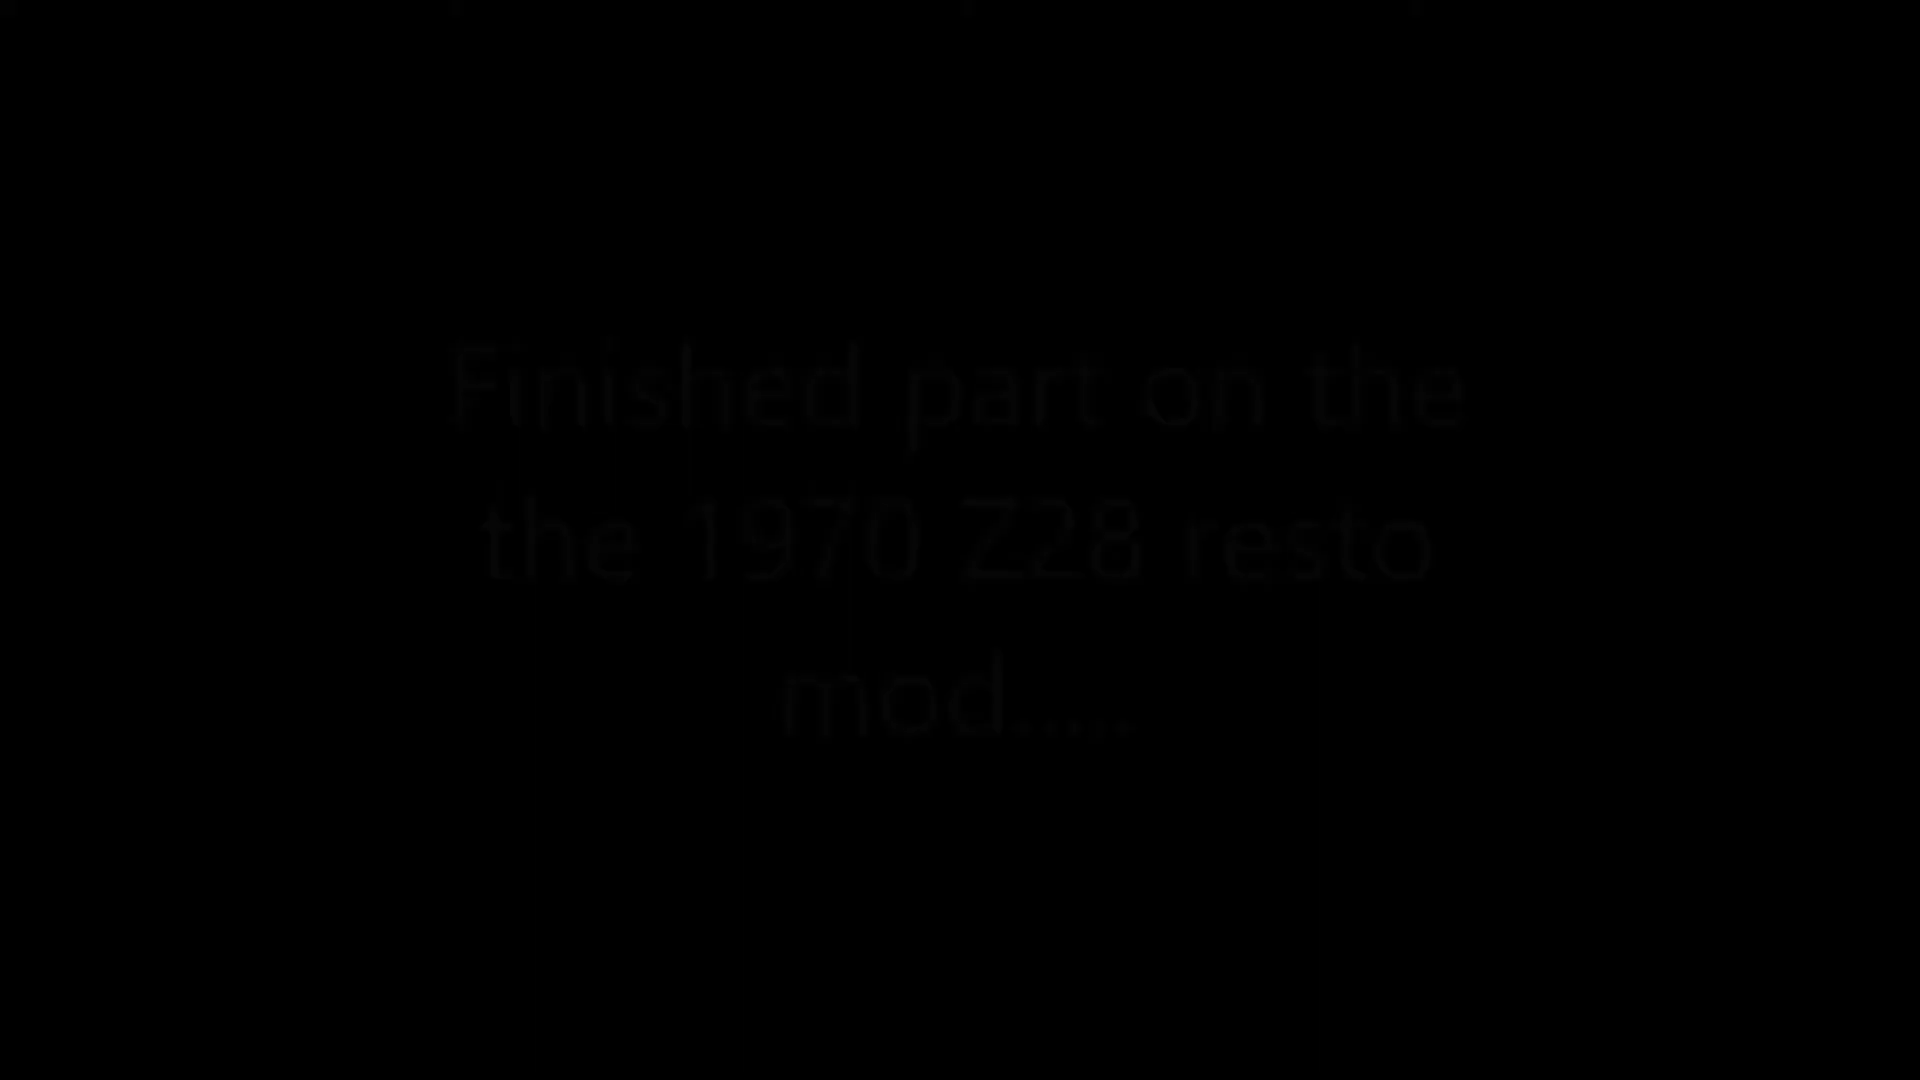 Finished part on the
the 1970 Z28 resto
mod.....